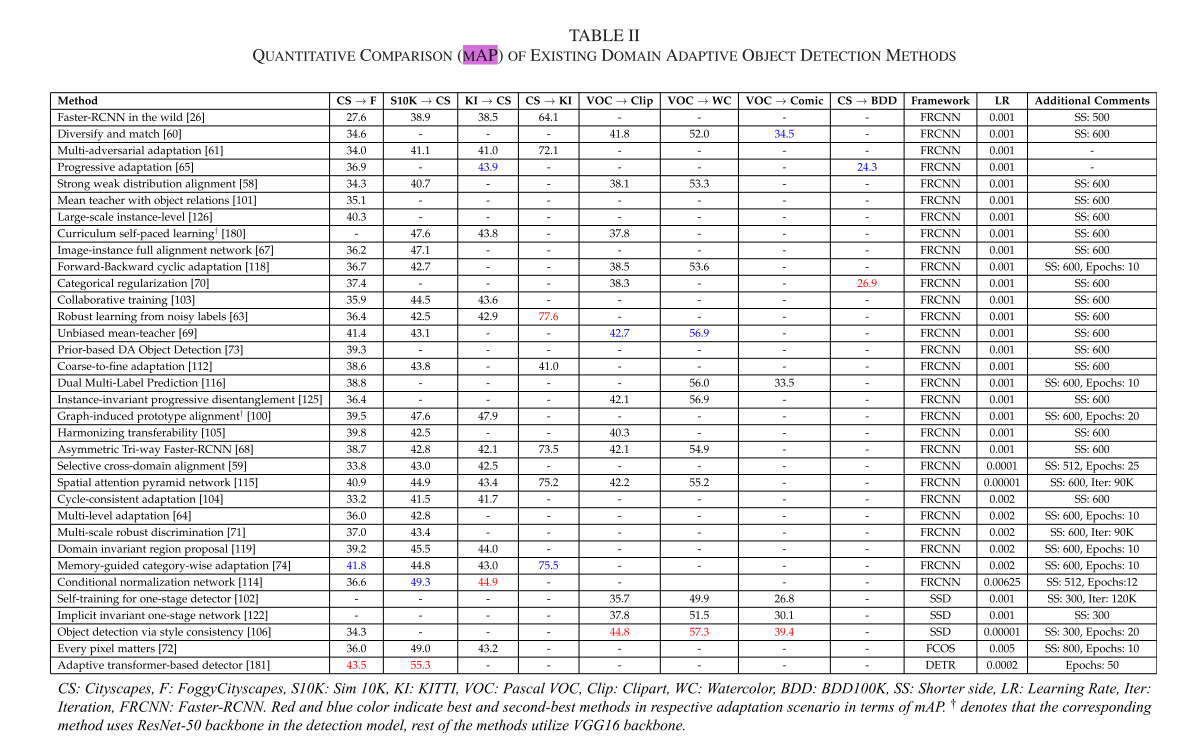 TABLE II
QUANTITATIVE COMPARISON (MAP) OF EXISTING DOMAIN ADAPTIVE OBJECT DETECTION METHODS
Method CS → F S10K → CS KI → CS CS → KI VOC → Clip VOC → WC VOC → Comic CS → BDD Framework LR Additional Comments
Faster-RCNN in the wild [26] 27.6 38.9 38.5 64.1 - - - - FRCNN 0.001 SS: 500
Diversify and match [60] 34.6 - - - 41.8 52.0 34.5 - FRCNN 0.001 SS: 600
Multi-adversarial adaptation [61] 34.0 41.1 41.0 72.1 - - - - FRCNN 0.001 -
Progressive adaptation [65] 36.9 - 43.9 - - - - 24.3 FRCNN 0.001 -
Strong weak distribution alignment [58] 34.3 40.7 - - 38.1 53.3 - - FRCNN 0.001 SS: 600
Mean teacher with object relations [101] 35.1 - - - - - - - FRCNN 0.001 SS: 600
Large-scale instance-level [126] 40.3 - - - - - - - FRCNN 0.001 SS: 600
Curriculum self-paced learning† [180] - 47.6 43.8 - 37.8 - - - FRCNN 0.001 SS: 600
Image-instance full alignment network [67] 36.2 47.1 - - - - - - FRCNN 0.001 SS: 600
Forward-Backward cyclic adaptation [118] 36.7 42.7 - - 38.5 53.6 - - FRCNN 0.001 SS: 600, Epochs: 10
Categorical regularization [70] 37.4 - - - 38.3 - - 26.9 FRCNN 0.001 SS: 600
Collaborative training [103] 35.9 44.5 43.6 - - - - - FRCNN 0.001 SS: 600
Robust learning from noisy labels [63] 36.4 42.5 42.9 77.6 - - - - FRCNN 0.001 SS: 600
Unbiased mean-teacher [69] 41.4 43.1 - - 42.7 56.9 - - FRCNN 0.001 SS: 600
Prior-based DA Object Detection [73] 39.3 - - - - - - - FRCNN 0.001 SS: 600
Coarse-to-fine adaptation [112] 38.6 43.8 - 41.0 - - - - FRCNN 0.001 SS: 600
Dual Multi-Label Prediction [116] 38.8 - - - - 56.0 33.5 - FRCNN 0.001 SS: 600, Epochs: 10
Instance-invariant progressive disentanglement [125] 36.4 - - - 42.1 56.9 - - FRCNN 0.001 SS: 600
Graph-induced prototype alignment† [100] 39.5 47.6 47.9 - - - - - FRCNN 0.001 SS: 600, Epochs: 20
Harmonizing transferability [105] 39.8 42.5 - - 40.3 - - - FRCNN 0.001 SS: 600
Asymmetric Tri-way Faster-RCNN [68] 38.7 42.8 42.1 73.5 42.1 54.9 - - FRCNN 0.001 SS: 600
Selective cross-domain alignment [59] 33.8 43.0 42.5 - - - - - FRCNN 0.0001 SS: 512, Epochs: 25
Spatial attention pyramid network [115] 40.9 44.9 43.4 75.2 42.2 55.2 - - FRCNN 0.00001 SS: 600, Iter: 90K
Cycle-consistent adaptation [104] 33.2 41.5 41.7 - - - - - FRCNN 0.002 SS: 600
Multi-level adaptation [64] 36.0 42.8 - - - - - - FRCNN 0.002 SS: 600, Epochs: 10
Multi-scale robust discrimination [71] 37.0 43.4 - - - - - - FRCNN 0.002 SS: 600, Iter: 90K
Domain invariant region proposal [119] 39.2 45.5 44.0 - - - - - FRCNN 0.002 SS: 600, Epochs: 10
Memory-guided category-wise adaptation [74] 41.8 44.8 43.0 75.5 - - - - FRCNN 0.002 SS: 600, Epochs: 10
Conditional normalization network [114] 36.6 49.3 44.9 - - - - - FRCNN 0.00625 SS: 512, Epochs:12
Self-training for one-stage detector [102] - - - - 35.7 49.9 26.8 - SSD 0.001 SS: 300, Iter: 120K
Implicit invariant one-stage network [122] - - - - 37.8 51.5 30.1 - SSD 0.001 SS: 300
Object detection via style consistency [106] 34.3 - - - 44.8 57.3 39.4 - SSD 0.00001 SS: 300, Epochs: 20
Every pixel matters [72] 36.0 49.0 43.2 - - - - - FCOS 0.005 SS: 800, Epochs: 10
Adaptive transformer-based detector [181] 43.5 55.3 - - - - - - DETR 0.0002 Epochs: 50
CS: Cityscapes, F: FoggyCityscapes, S10K: Sim 10K, KI: KITTI, VOC: Pascal VOC, Clip: Clipart, WC: Watercolor, BDD: BDD100K, SS: Shorter side, LR: Learning Rate, Iter:
Iteration, FRCNN: Faster-RCNN. Red and blue color indicate best and second-best methods in respective adaptation scenario in terms of mAP. † denotes that the corresponding
method uses ResNet-50 backbone in the detection model, rest of the methods utilize VGG16 backbone.